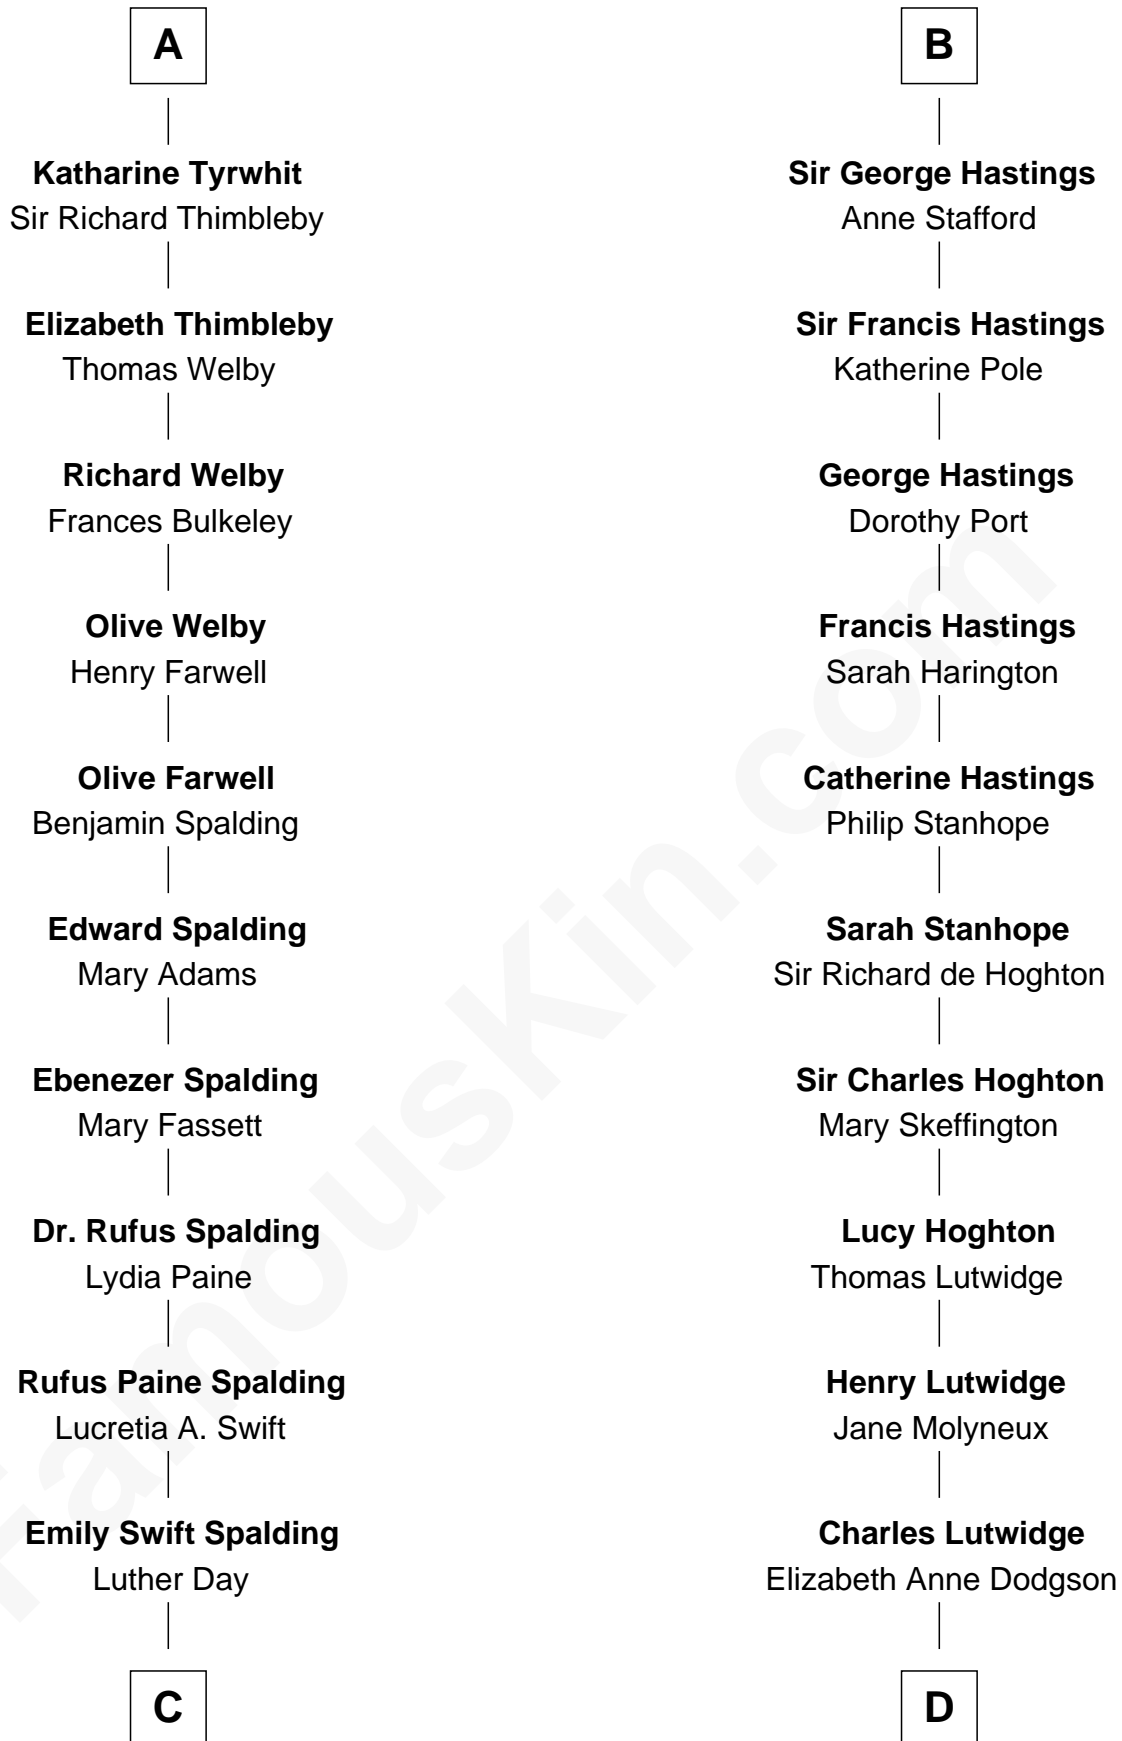 A
Katharine Tyrwhit
Sir Richard Thimbleby
Elizabeth Thimbleby
Thomas Welby
Richard Welby
Frances Bulkeley
Olive Welby
Henry Farwell
Olive Farwell
Benjamin Spalding
Edward Spalding
Mary Adams
Ebenezer Spalding
Mary Fassett
Dr. Rufus Spalding
Lydia Paine
Rufus Paine Spalding
Lucretia A. Swift
Emily Swift Spalding
Luther Day
C
B
Sir George Hastings
Anne Stafford
Sir Francis Hastings
Katherine Pole
George Hastings
Dorothy Port
Francis Hastings
Sarah Harington
Catherine Hastings
Philip Stanhope
Sarah Stanhope
Sir Richard de Hoghton
Sir Charles Hoghton
Mary Skeffington
Lucy Hoghton
Thomas Lutwidge
Henry Lutwidge
Jane Molyneux
Charles Lutwidge
Elizabeth Anne Dodgson
D
FamousKin.com